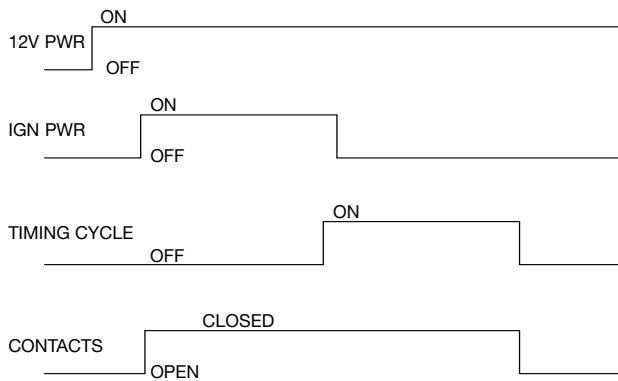 ON
12V PWR
OFF
ON
IGN PWR
OFF
ON
TIMING CYCLE
OFF
CLOSED
CONTACTS
OPEN